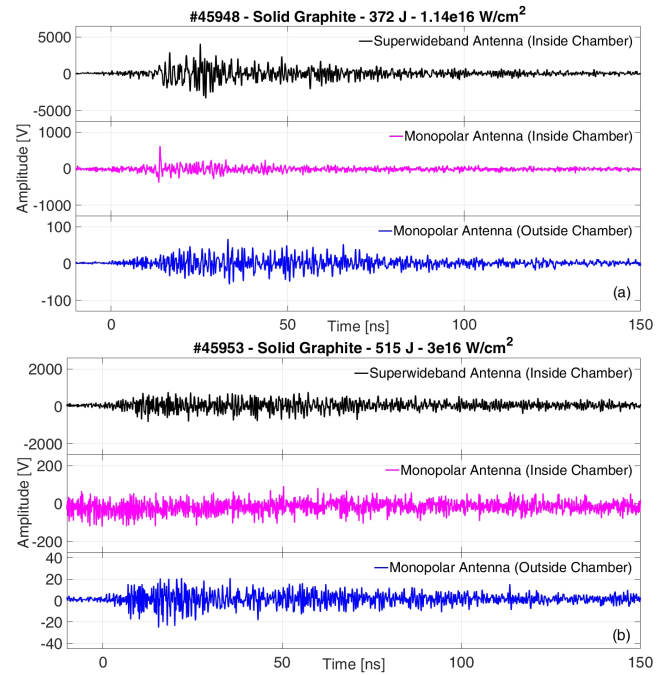 #45948 - Solid Graphite - 372 J - 1.14e16 W/cm²
5000
Superwideband Antenna (Inside Chamber)
0
-5000
1000
Monopolar Antenna (Inside Chamber)
0
-1000
Amplitude [V]
100
Monopolar Antenna (Outside Chamber)
0
-100
(a)
0 50 100 150
Time [ns]
#45953 - Solid Graphite - 515 J - 3e16 W/cm²
2000
Superwideband Antenna (Inside Chamber)
0
-2000
200
Monopolar Antenna (Inside Chamber)
0
-200
Amplitude [V]
40
Monopolar Antenna (Outside Chamber)
20
0
-20
-40
(b)
0 50 100 150
Time [ns]